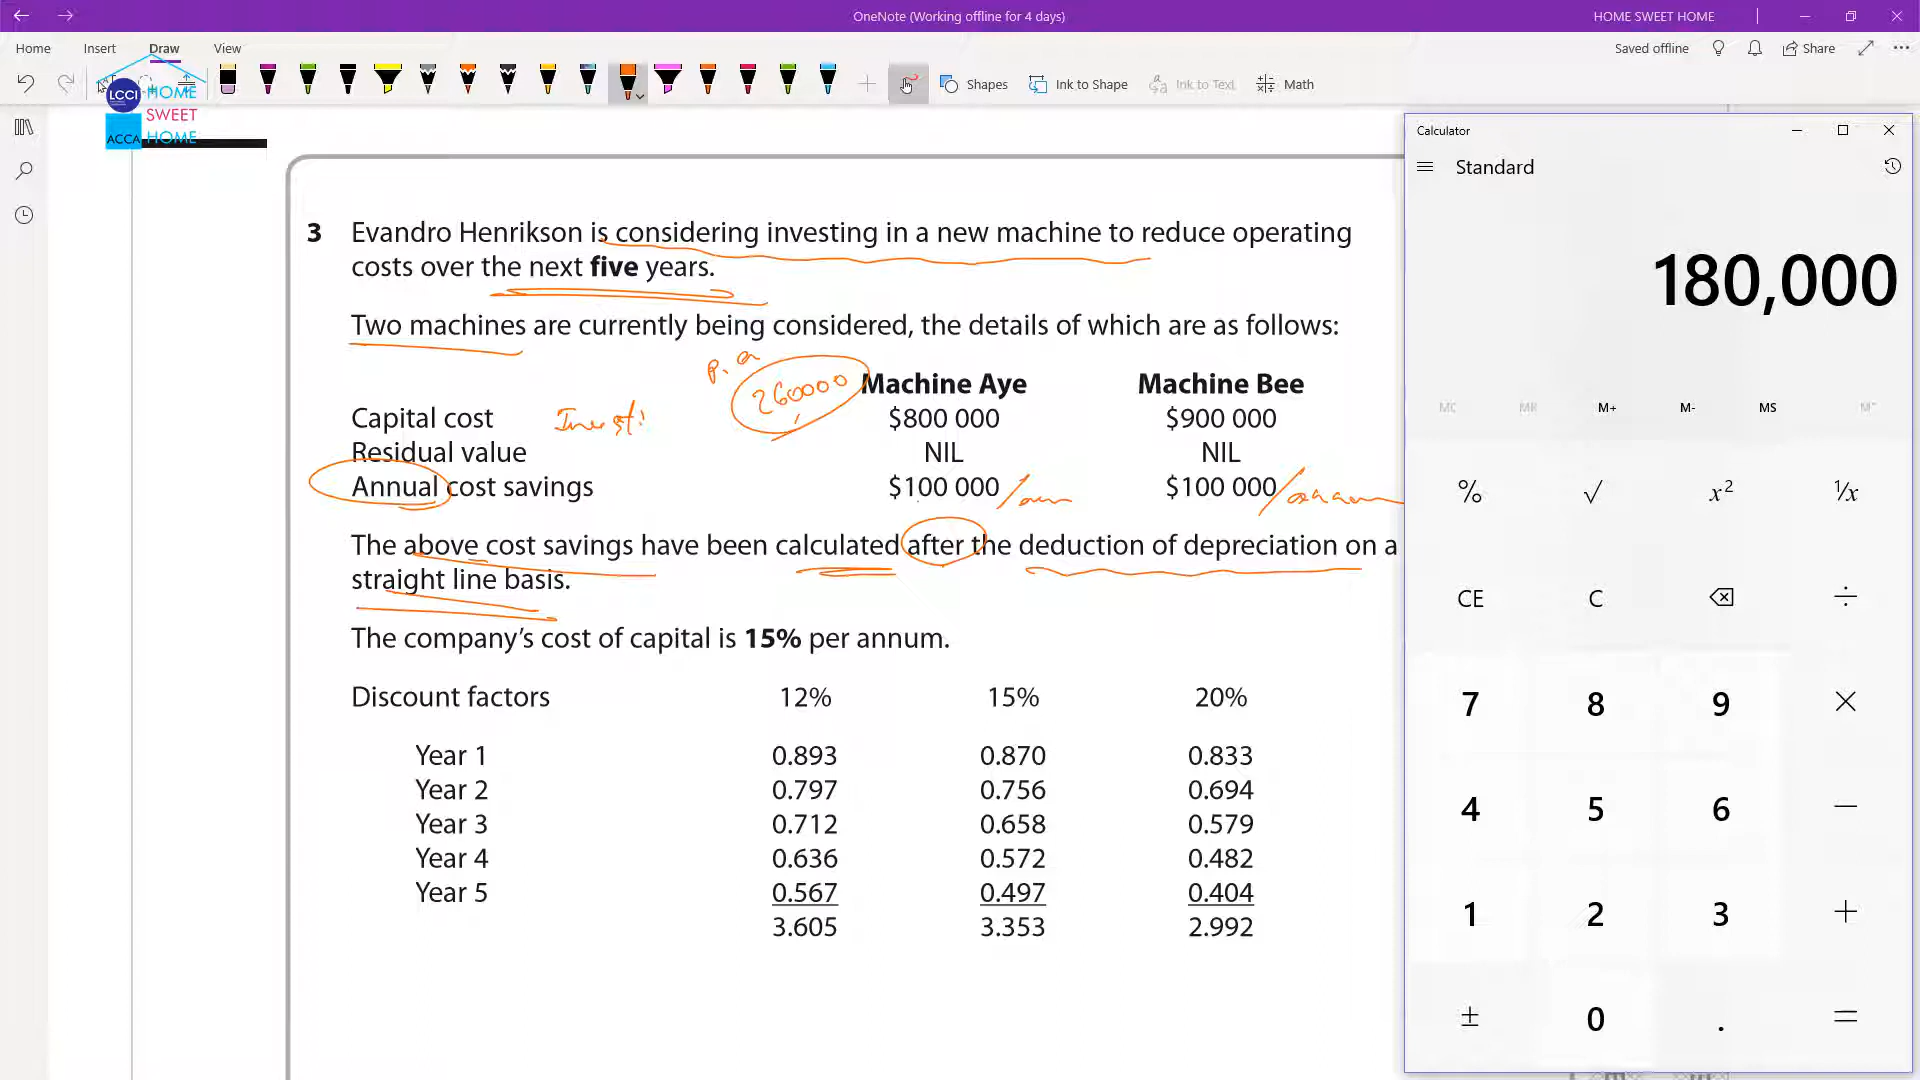 OneNote (Working offline for 4 days)
HOME SWEET HOME
Home Insert Draw View
Saved offline Share
Shapes Ink to Shape Ink to Text Math
LCCI HOME
SWEET
ACCA HOME
3 Evandro Henrikson is considering investing in a new machine to reduce operating
costs over the next five years.
Two machines are currently being considered, the details of which are as follows:
p.a
260000
Machine Aye Machine Bee
Capital cost $800 000 $900 000
Residual value NIL NIL
Annual cost savings $100 000 $100 000
The above cost savings have been calculated after the deduction of depreciation on a
straight line basis.
The company’s cost of capital is 15% per annum.
Discount factors 12% 15% 20%
Year 1 0.893 0.870 0.833
Year 2 0.797 0.756 0.694
Year 3 0.712 0.658 0.579
Year 4 0.636 0.572 0.482
Year 5 0.567 0.497 0.404
3.605 3.353 2.992
Calculator
Standard
180,000
MC MR M+ M- MS
% √ x² ¹/x
CE C ÷
7 8 9 ×
4 5 6 −
1 2 3 +
± 0 . =